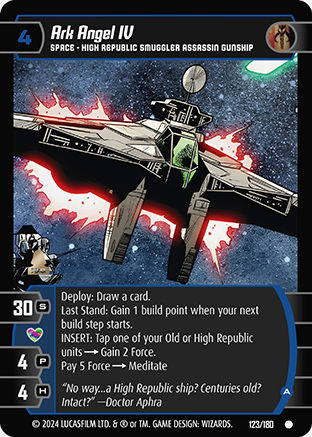 4
Ark Angel IV
SPACE - HIGH REPUBLIC SMUGGLER ASSASSIN GUNSHIP
30 S
Deploy: Draw a card.
Last Stand: Gain 1 build point when your next
build step starts.
INSERT: Tap one of your Old or High Republic
units → Gain 2 Force.
4 P
Pay 5 Force → Meditate
4 H
"No way...a High Republic ship? Centuries old?
Intact?" —Doctor Aphra
A
© 2024 LUCASFILM LTD. & ® or TM. GAME DESIGN: WIZARDS.
123/180